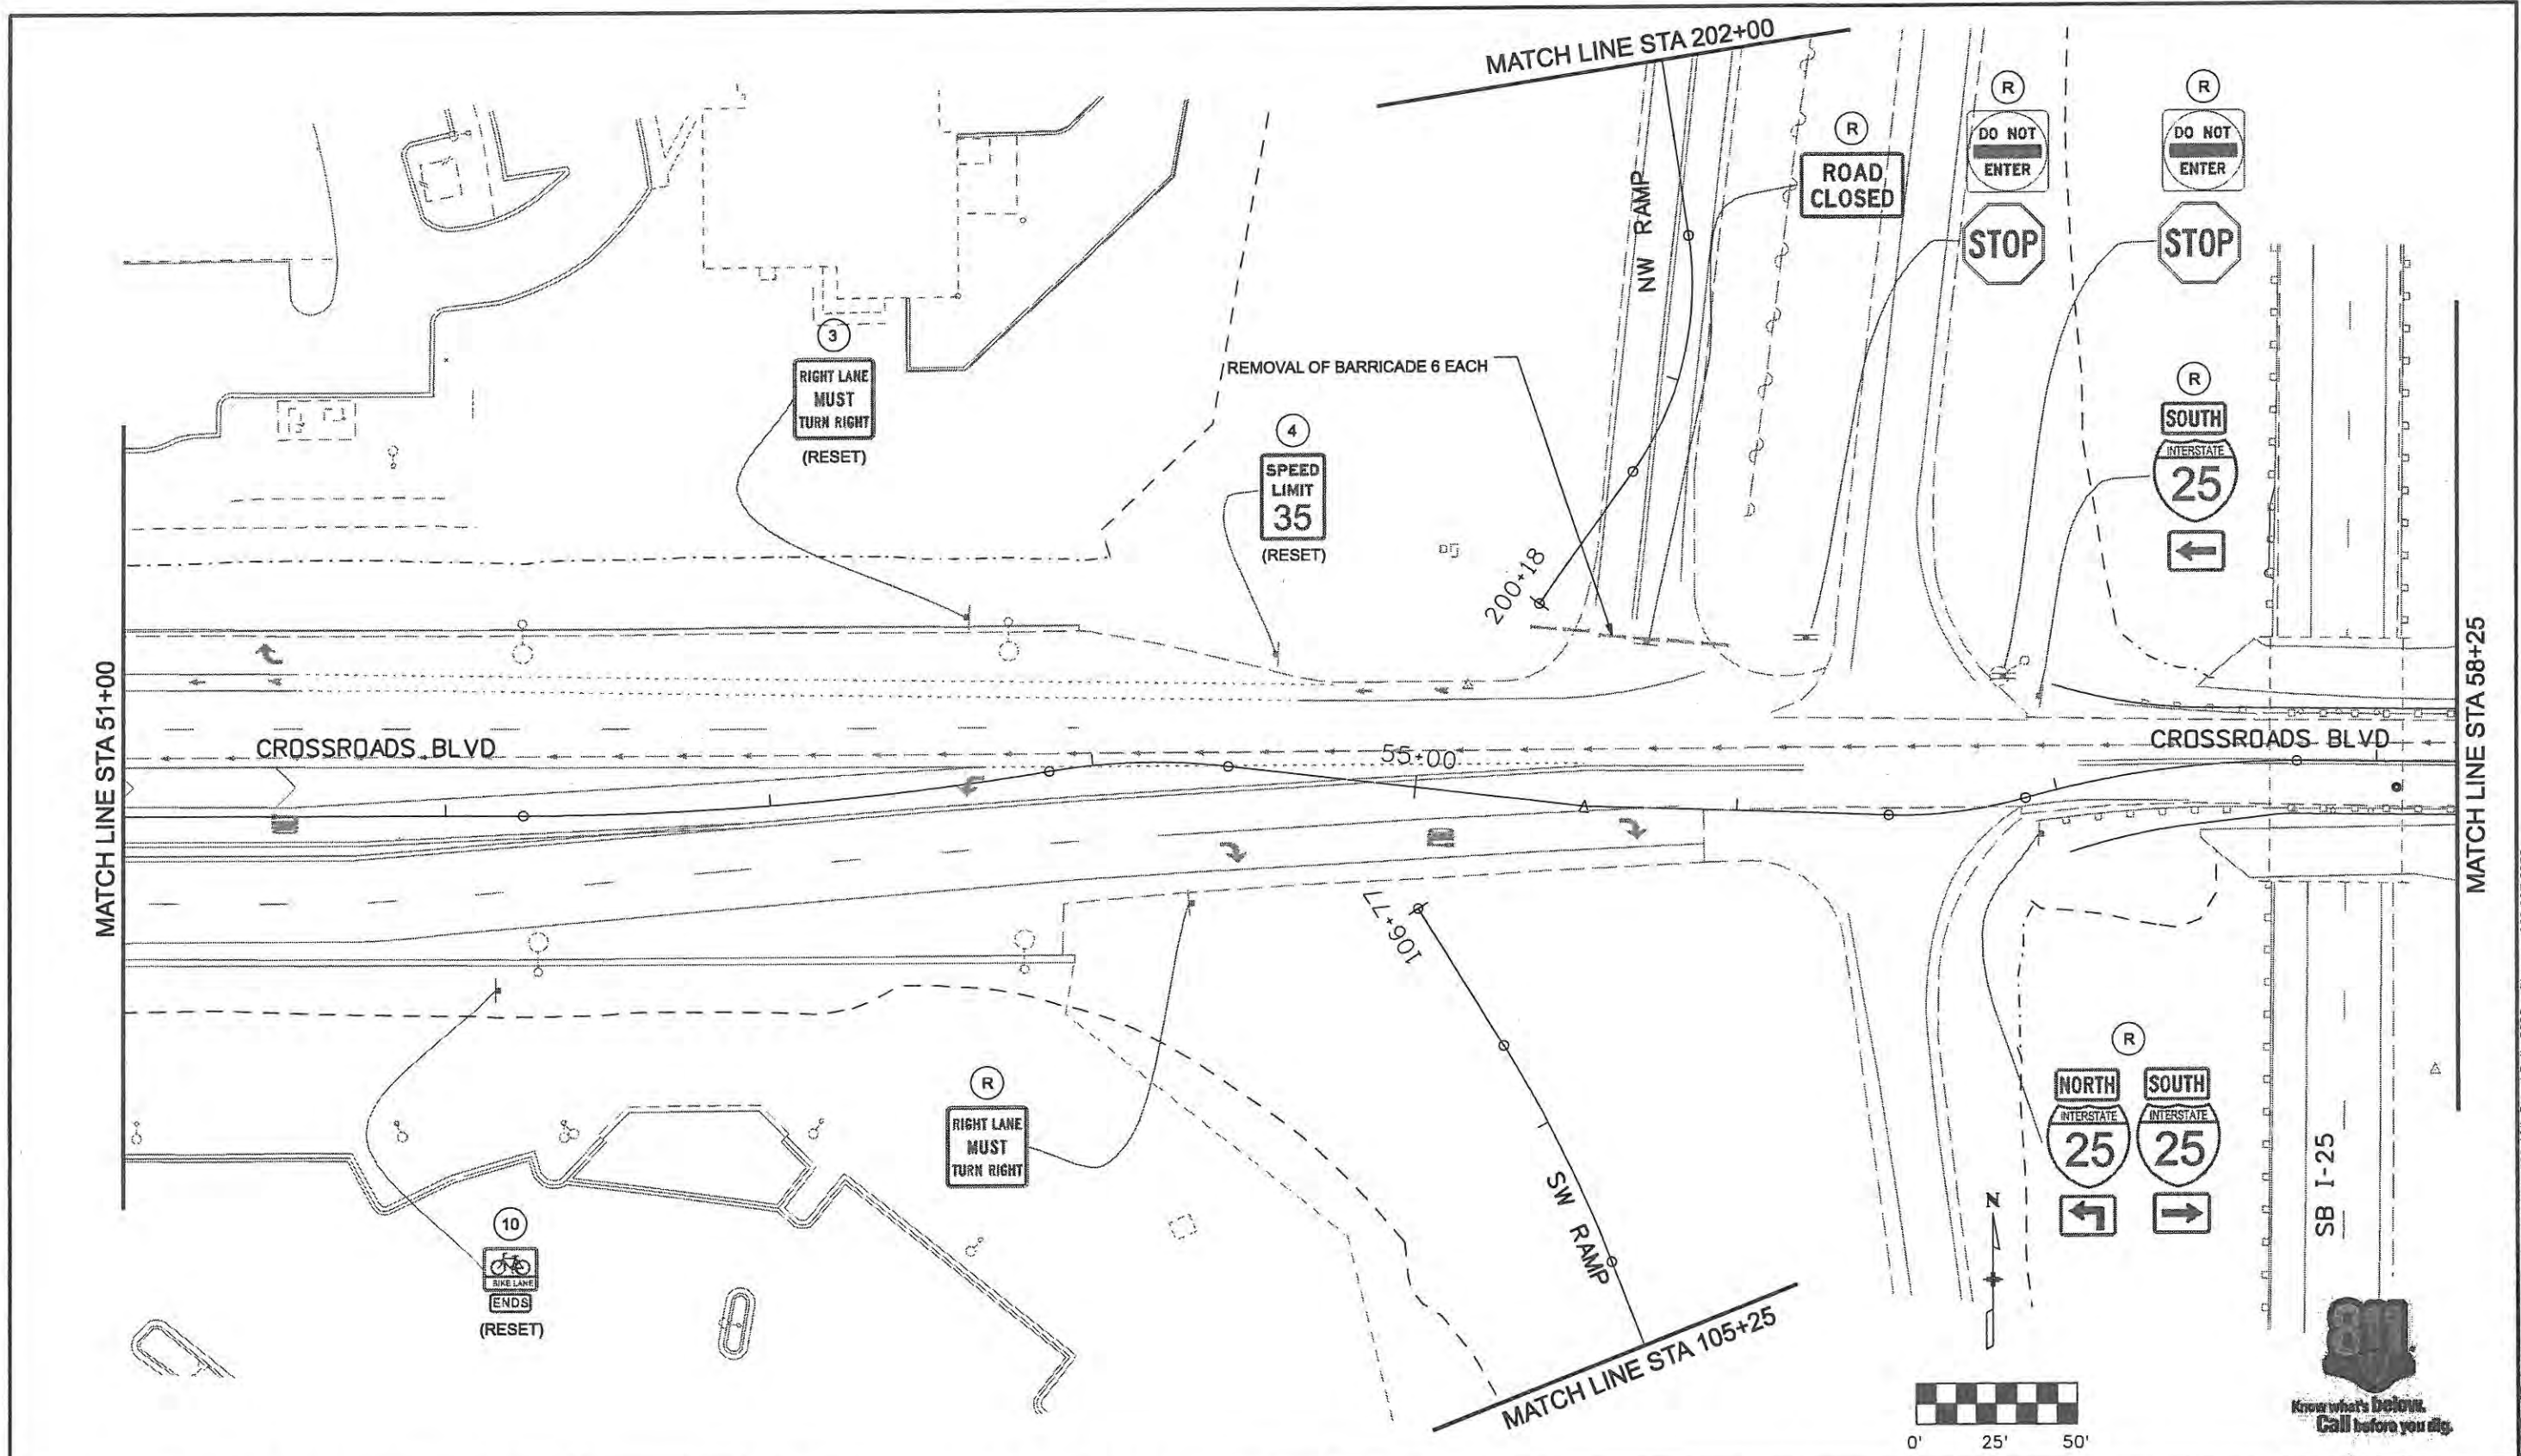 MATCH LINE STA 202+00
R
DO NOT
ENTER
STOP
R
DO NOT
ENTER
STOP
R
ROAD
CLOSED
NW RAMP
3
RIGHT LANE
MUST
TURN RIGHT
(RESET)
REMOVAL OF BARRICADE 6 EACH
4
SPEED
LIMIT
35
(RESET)
R
SOUTH
INTERSTATE
25
200+18
MATCH LINE STA 51+00
CROSSROADS BLVD
55+00
CROSSROADS BLVD
MATCH LINE STA 58+25
106+77
R
RIGHT LANE
MUST
TURN RIGHT
10
BIKE LANE
ENDS
(RESET)
SW RAMP
MATCH LINE STA 105+25
R
NORTH
INTERSTATE
25
SOUTH
INTERSTATE
25
N
SB I-25
811
Know what's below.
Call before you dig.
0' 25' 50'